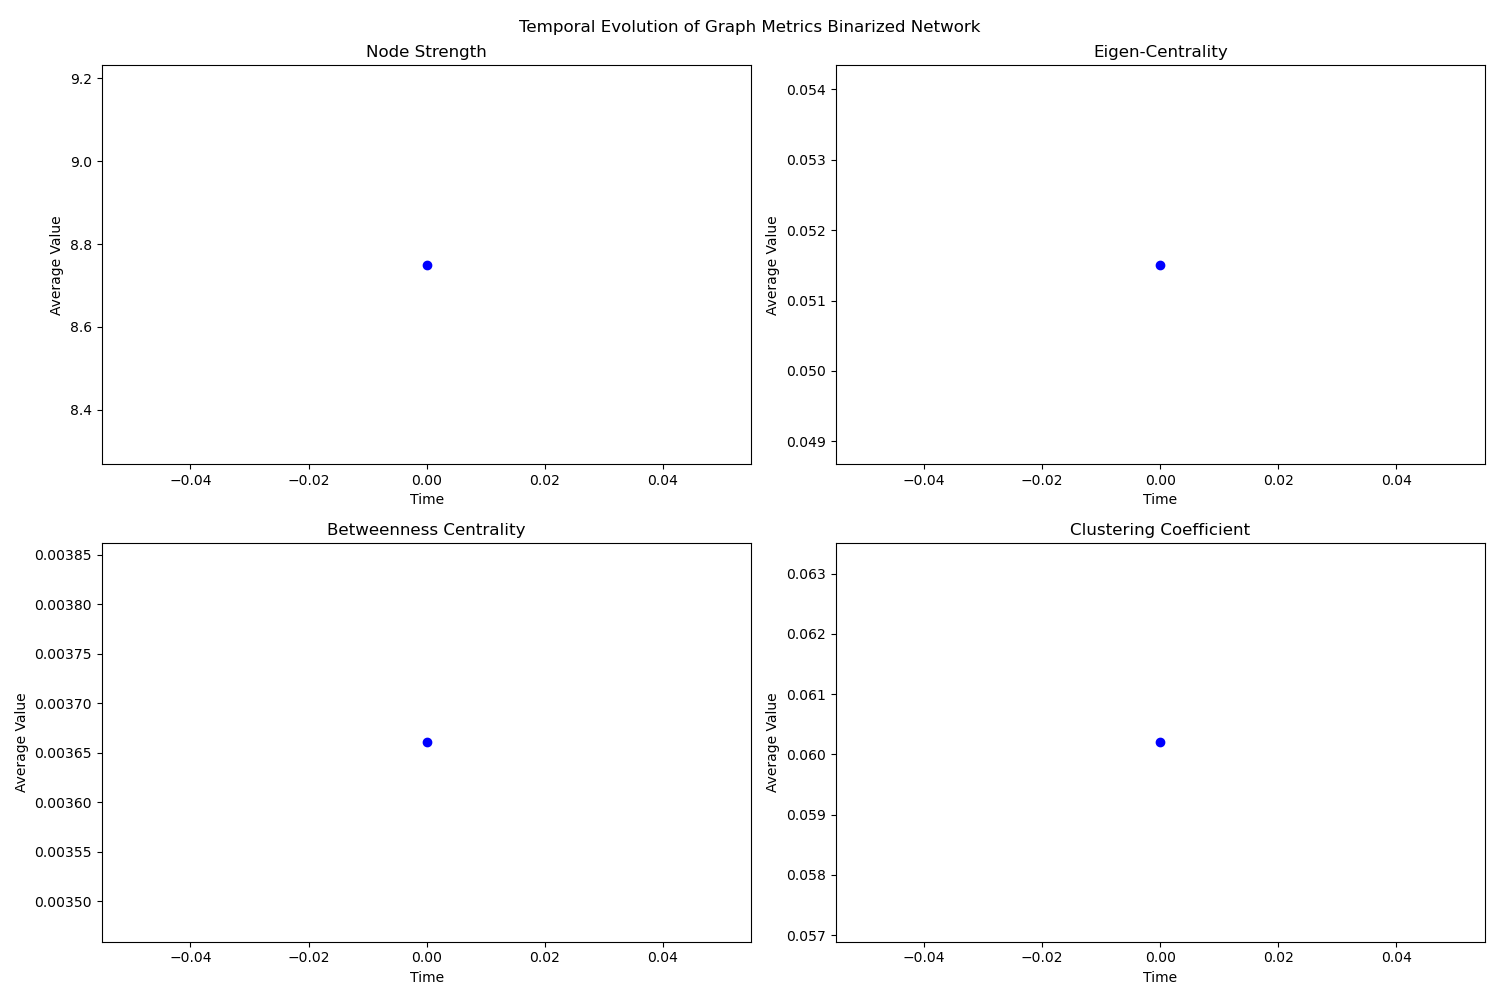 Temporal Evolution of Graph Metrics Binarized Network
Node Strength
9.2
9.0
8.8
8.6
8.4
Average Value
−0.04 −0.02 0.00 0.02 0.04
Time
Eigen-Centrality
0.054
0.053
0.052
0.051
0.050
0.049
Average Value
−0.04 −0.02 0.00 0.02 0.04
Time
Betweenness Centrality
0.00385
0.00380
0.00375
0.00370
0.00365
0.00360
0.00355
0.00350
Average Value
−0.04 −0.02 0.00 0.02 0.04
Time
Clustering Coefficient
0.063
0.062
0.061
0.060
0.059
0.058
0.057
Average Value
−0.04 −0.02 0.00 0.02 0.04
Time